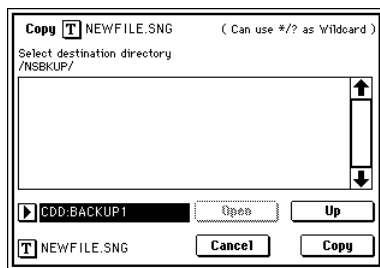 Copy T NEWFILE.SNG ( Can use */? as Wildcard )
Select destination directory
/NSBKUP/
CDD:BACKUP1 Open Up
T NEWFILE.SNG Cancel Copy